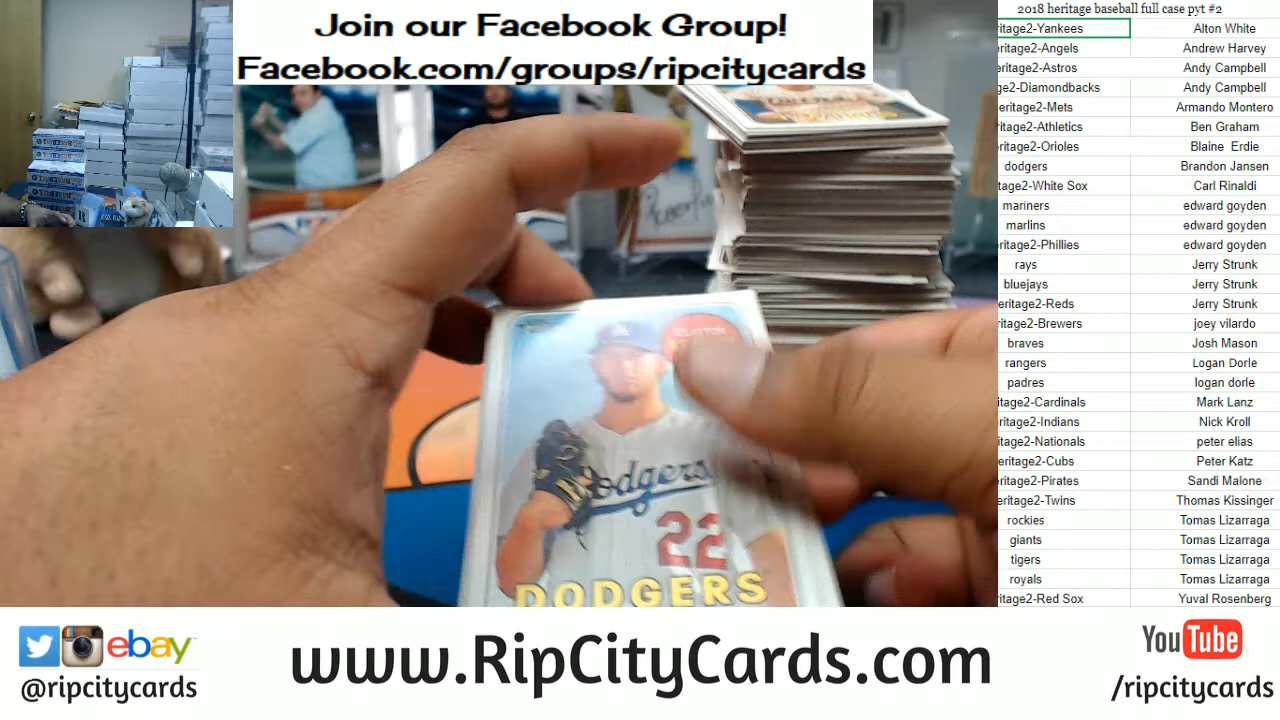 Join our Facebook Group!
Facebook.com/groups/ripcitycards
2018 heritage baseball full case pyt #2
ritage2-Yankees Alton White
eritage2-Angels Andrew Harvey
eritage2-Astros Andy Campbell
ge2-Diamondbacks Andy Campbell
eritage2-Mets Armando Montero
eritage2-Athletics Ben Graham
eritage2-Orioles Blaine Erdie
dodgers Brandon Jansen
tage2-White Sox Carl Rinaldi
mariners edward goyden
marlins edward goyden
eritage2-Phillies edward goyden
rays Jerry Strunk
bluejays Jerry Strunk
eritage2-Reds Jerry Strunk
ritage2-Brewers joey vilardo
braves Josh Mason
rangers Logan Dorle
padres logan dorle
itage2-Cardinals Mark Lanz
ritage2-Indians Nick Kroll
itage2-Nationals peter elias
eritage2-Cubs Peter Katz
eritage2-Pirates Sandi Malone
eritage2-Twins Thomas Kissinger
rockies Tomas Lizarraga
giants Tomas Lizarraga
tigers Tomas Lizarraga
royals Tomas Lizarraga
ritage2-Red Sox Yuval Rosenberg
Dodgers
22
DODGERS
ebay
@ripcitycards
www.RipCityCards.com
YouTube
/ripcitycards